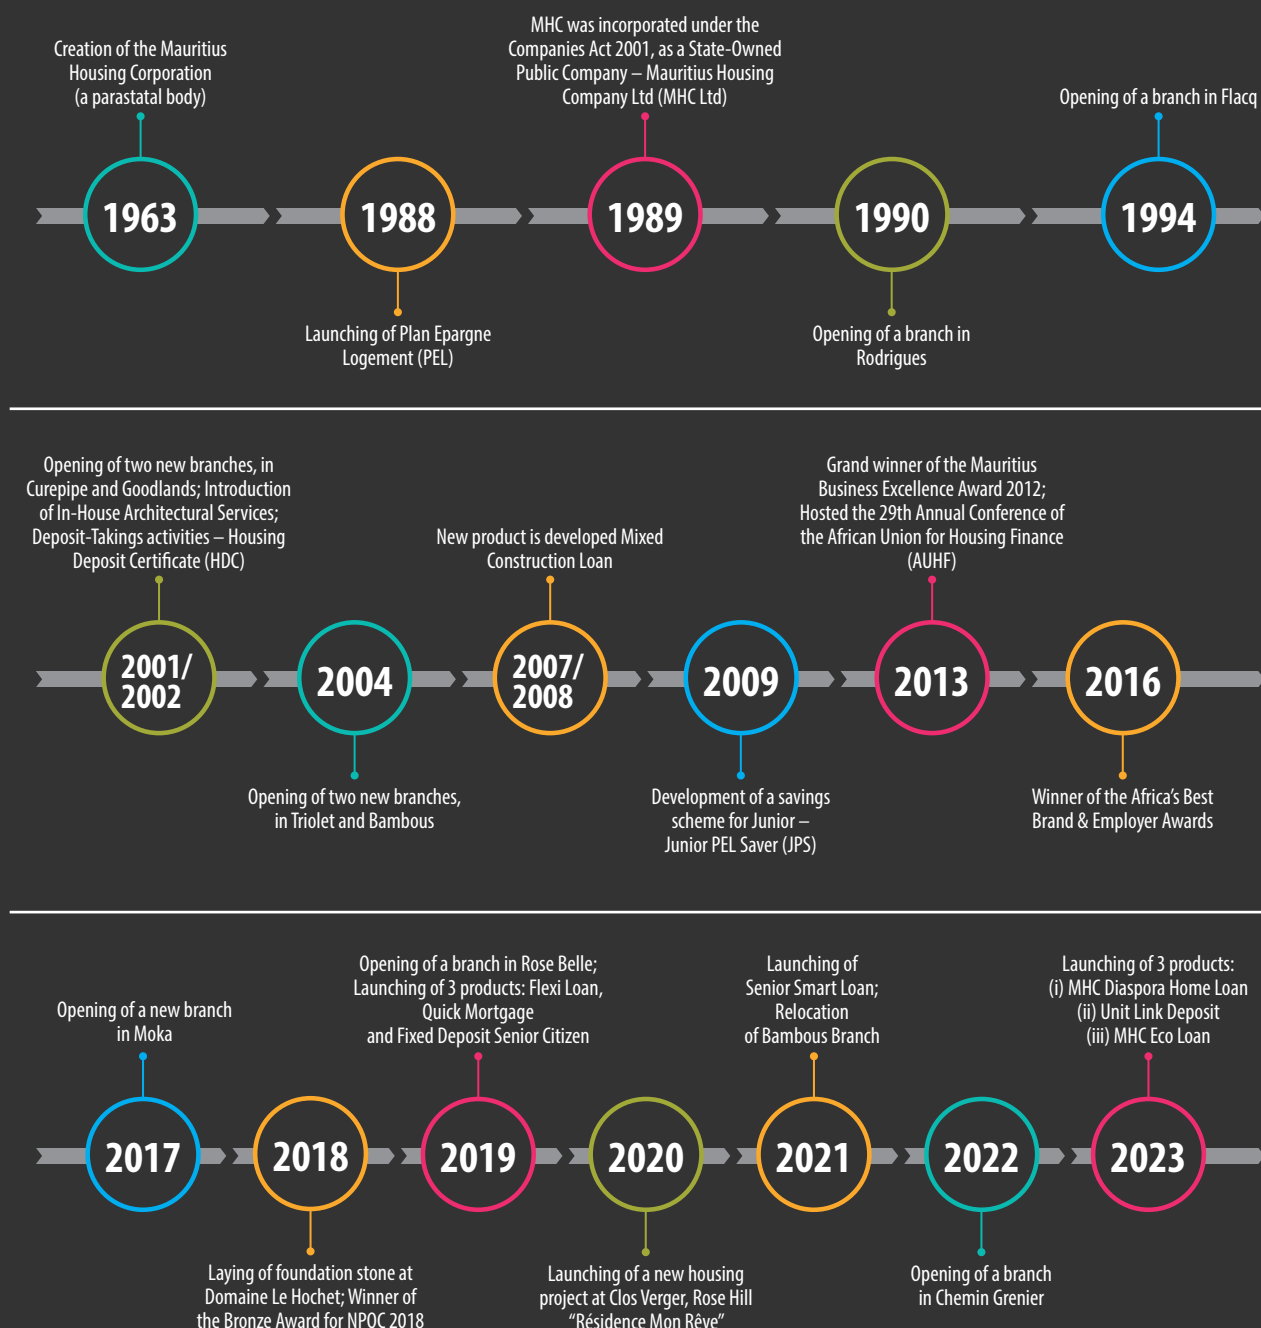 Creation of the Mauritius
Housing Corporation
(a parastatal body)
1963
1988
Launching of Plan Epargne
Logement (PEL)
MHC was incorporated under the
Companies Act 2001, as a State-Owned
Public Company – Mauritius Housing
Company Ltd (MHC Ltd)
1989
1990
Opening of a branch in
Rodrigues
Opening of a branch in Flacq
1994
Opening of two new branches, in
Curepipe and Goodlands; Introduction
of In-House Architectural Services;
Deposit-Takings activities – Housing
Deposit Certificate (HDC)
2001/
2002
2004
Opening of two new branches,
in Triolet and Bambous
New product is developed Mixed
Construction Loan
2007/
2008
2009
Development of a savings
scheme for Junior –
Junior PEL Saver (JPS)
Grand winner of the Mauritius
Business Excellence Award 2012;
Hosted the 29th Annual Conference of
the African Union for Housing Finance
(AUHF)
2013
2016
Winner of the Africa’s Best
Brand & Employer Awards
Opening of a new branch
in Moka
2017
2018
Laying of foundation stone at
Domaine Le Hochet; Winner of
the Bronze Award for NPOC 2018
Opening of a branch in Rose Belle;
Launching of 3 products: Flexi Loan,
Quick Mortgage
and Fixed Deposit Senior Citizen
2019
2020
Launching of a new housing
project at Clos Verger, Rose Hill
“Résidence Mon Rêve”
Launching of
Senior Smart Loan;
Relocation
of Bambous Branch
2021
2022
Opening of a branch
in Chemin Grenier
Launching of 3 products:
(i) MHC Diaspora Home Loan
(ii) Unit Link Deposit
(iii) MHC Eco Loan
2023